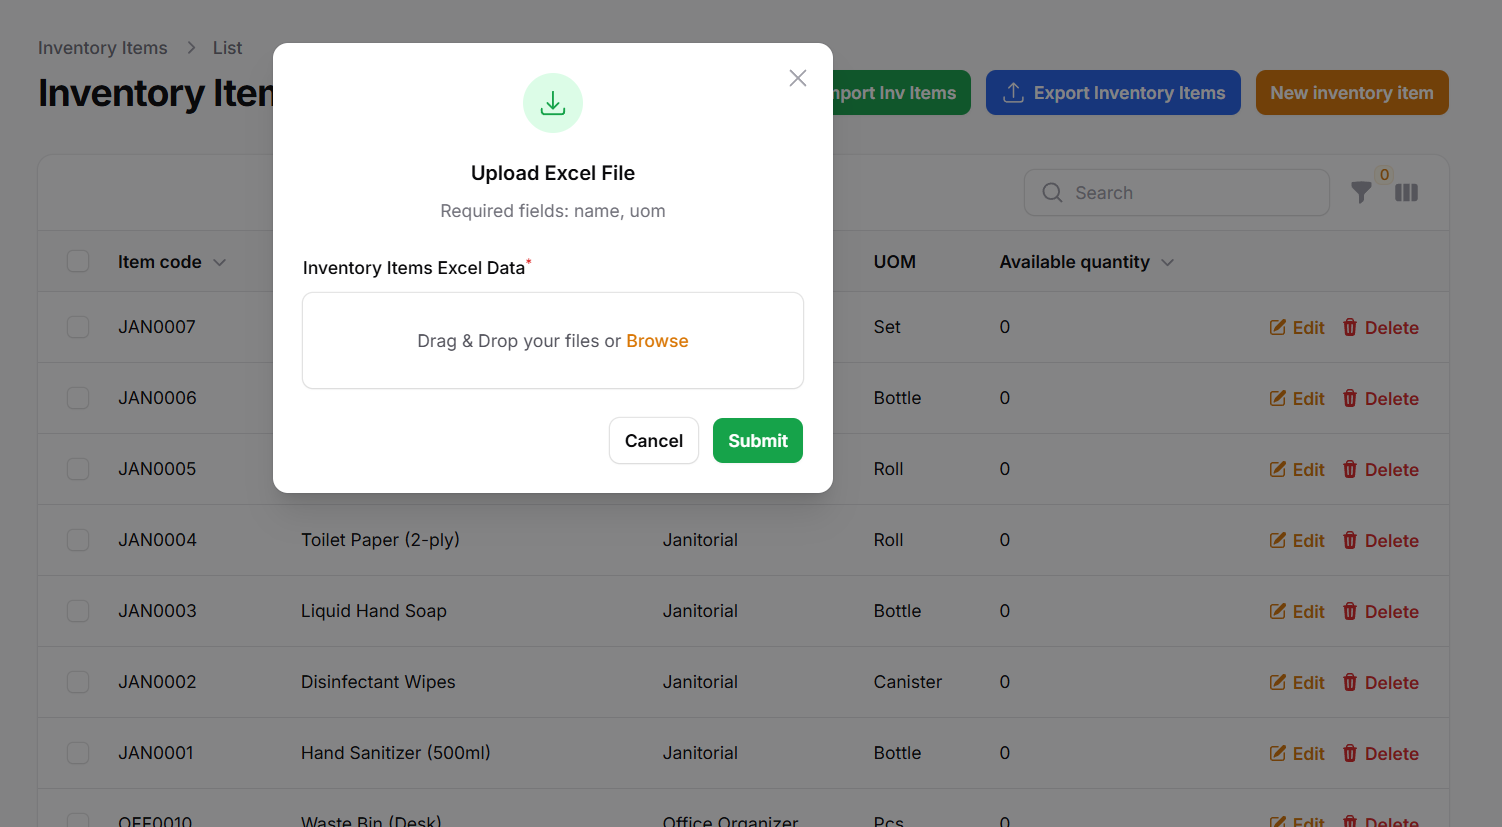 Inventory Items > List
Inventory Iten
mport Inv Items
Export Inventory Items
New inventory item
Upload Excel File
Required fields: name, uom
Inventory Items Excel Data*
Drag & Drop your files or Browse
Cancel
Submit
Search
0
Item code
UOM
Available quantity
JAN0007 Set 0 Edit Delete
JAN0006 Bottle 0 Edit Delete
JAN0005 Roll 0 Edit Delete
JAN0004 Toilet Paper (2-ply) Janitorial Roll 0 Edit Delete
JAN0003 Liquid Hand Soap Janitorial Bottle 0 Edit Delete
JAN0002 Disinfectant Wipes Janitorial Canister 0 Edit Delete
JAN0001 Hand Sanitizer (500ml) Janitorial Bottle 0 Edit Delete
OFF0010 Waste Bin (Desk) Office Organizer Pcs 0 Edit Delete